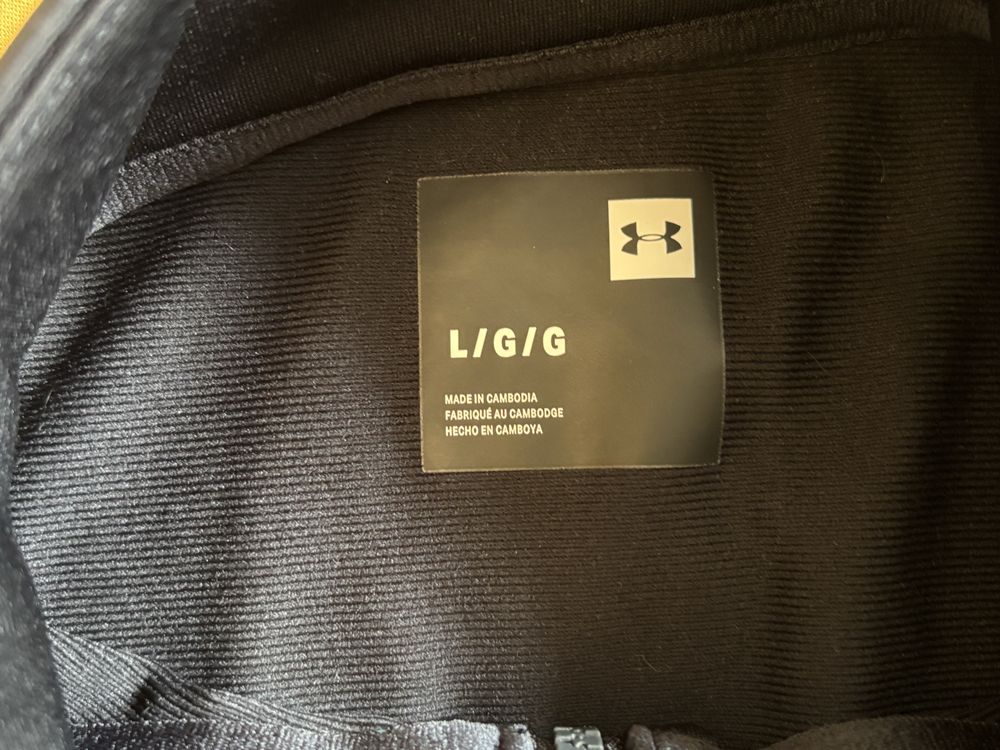 L/G/G
MADE IN CAMBODIA
FABRIQUÉ AU CAMBODGE
HECHO EN CAMBOYA